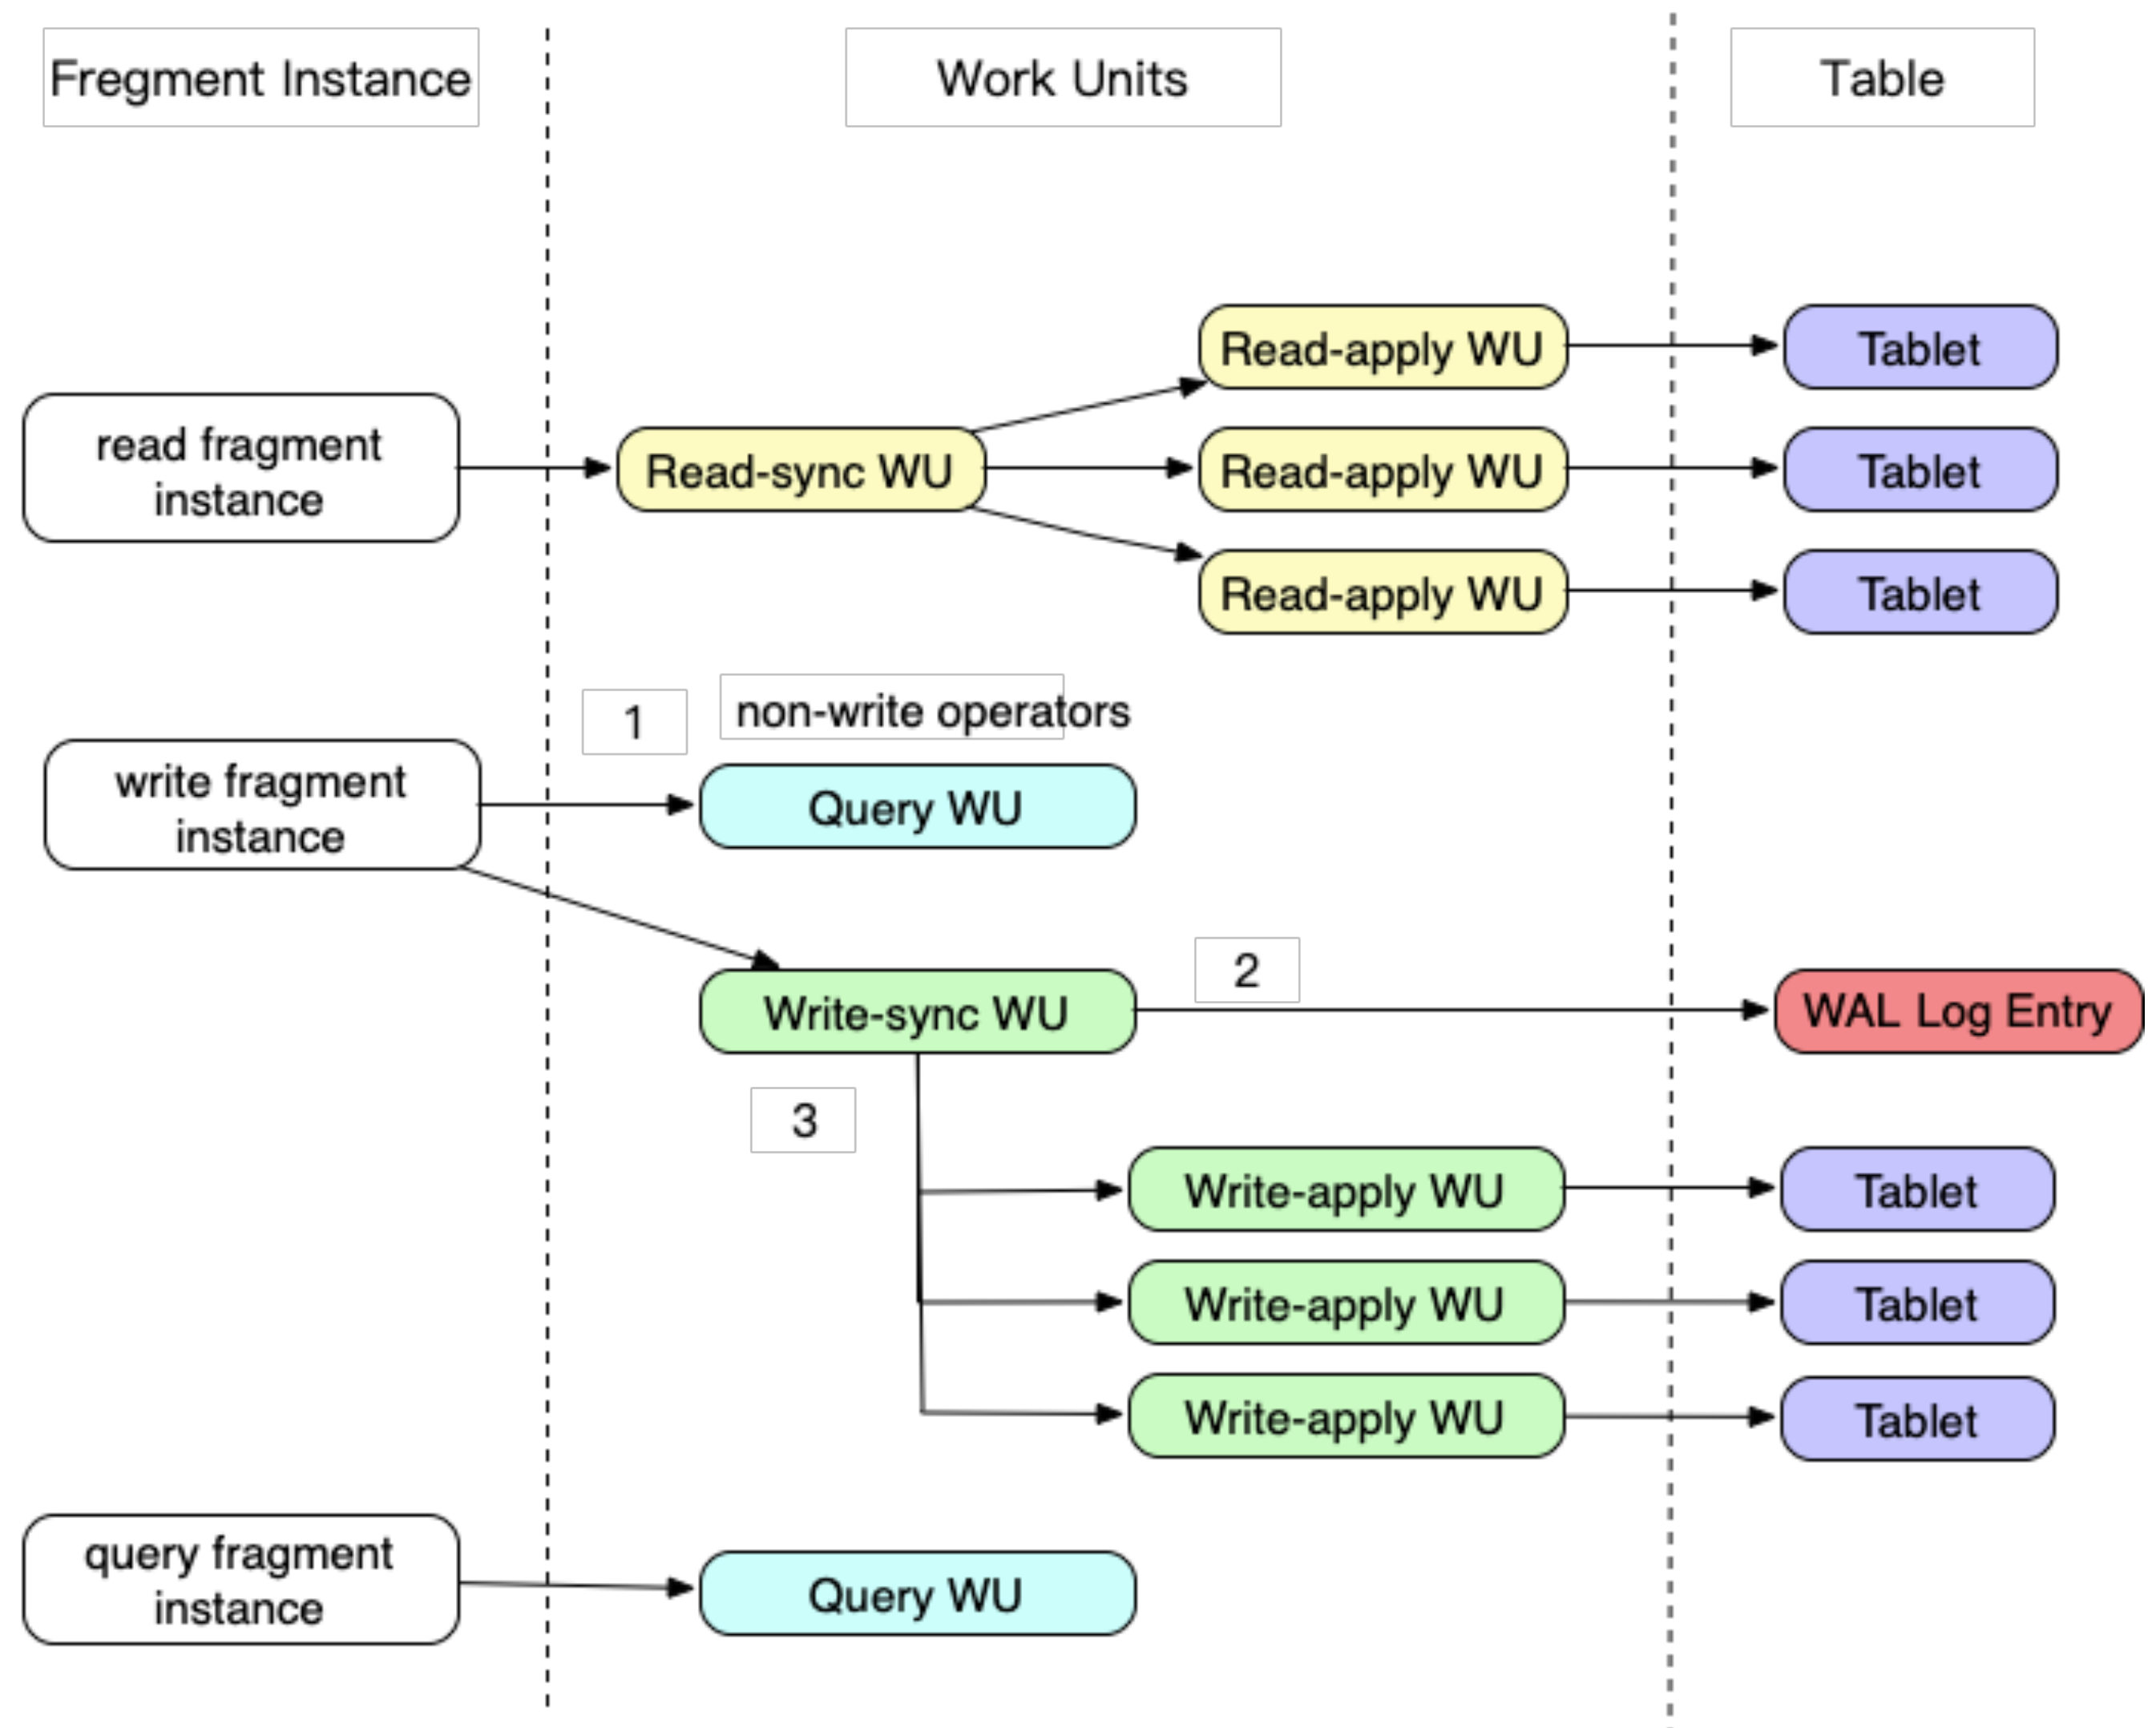 Fregment Instance
Work Units
Table
Read-apply WU
Tablet
read fragment
instance
Read-sync WU
Read-apply WU
Tablet
Read-apply WU
Tablet
1
non-write operators
write fragment
instance
Query WU
2
Write-sync WU
WAL Log Entry
3
Write-apply WU
Tablet
Write-apply WU
Tablet
Write-apply WU
Tablet
query fragment
instance
Query WU